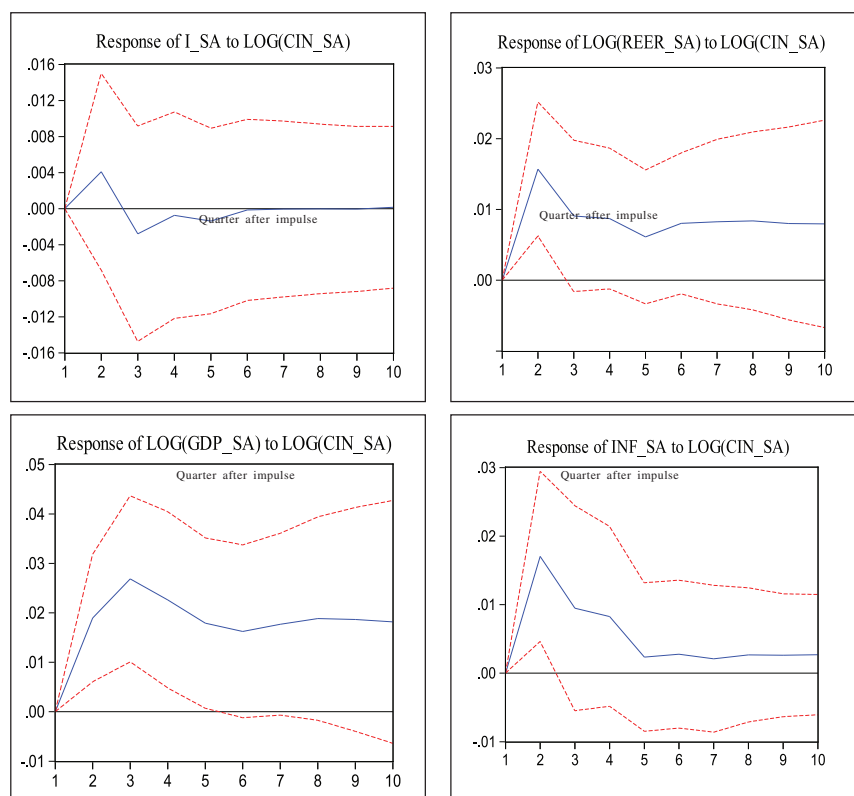 Response of I_SA to LOG(CIN_SA)
.016
.012
.008
.004
.000
-.004
-.008
-.012
-.016
Quarter after impulse
1 2 3 4 5 6 7 8 9 10
Response of LOG(REER_SA) to LOG(CIN_SA)
.03
.02
.01
.00
Quarter after impulse
1 2 3 4 5 6 7 8 9 10
Response of LOG(GDP_SA) to LOG(CIN_SA)
Quarter after impulse
.05
.04
.03
.02
.01
.00
-.01
1 2 3 4 5 6 7 8 9 10
Response of INF_SA to LOG(CIN_SA)
Quarter after impulse
.03
.02
.01
.00
-.01
1 2 3 4 5 6 7 8 9 10